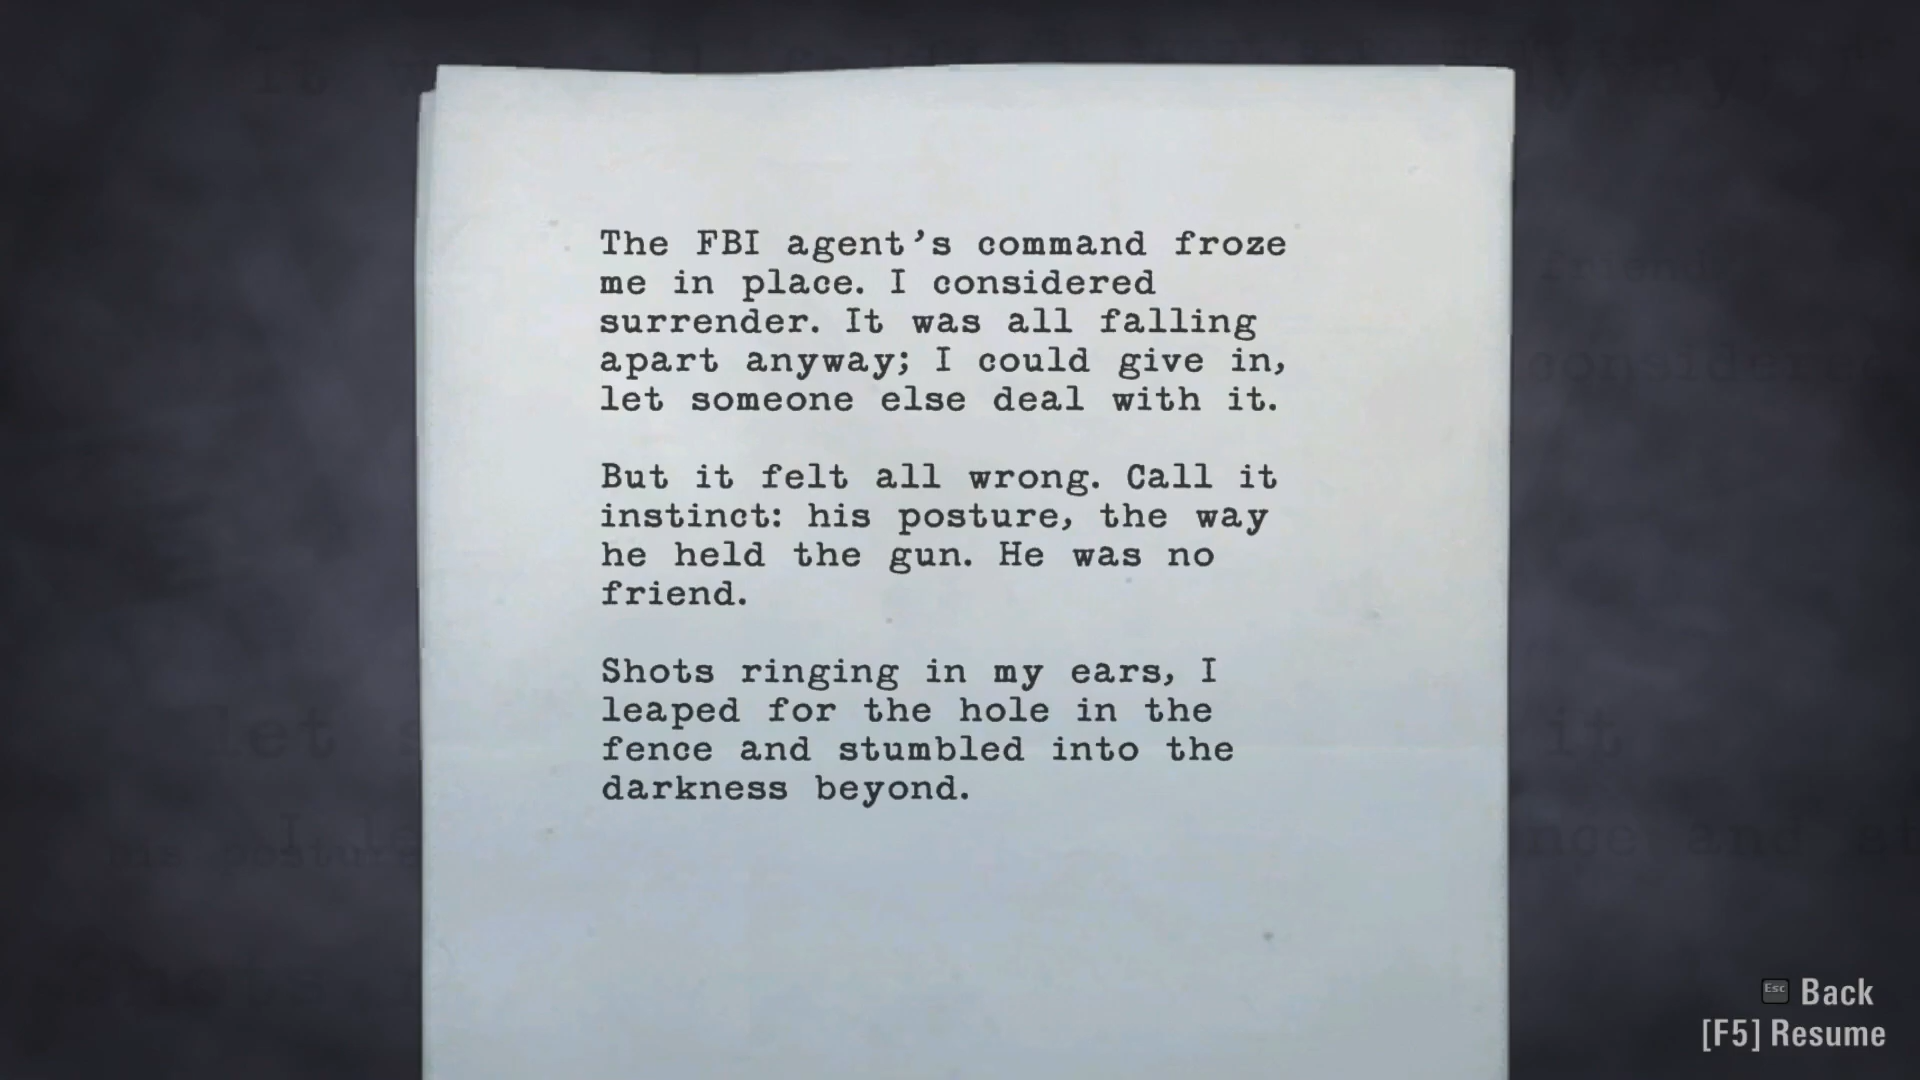 The FBI agent’s command froze
me in place. I considered
surrender. It was all falling
apart anyway; I could give in,
let someone else deal with it.
But it felt all wrong. Call it
instinct: his posture, the way
he held the gun. He was no
friend.
Shots ringing in my ears, I
leaped for the hole in the
fence and stumbled into the
darkness beyond.
Esc Back
[F5] Resume